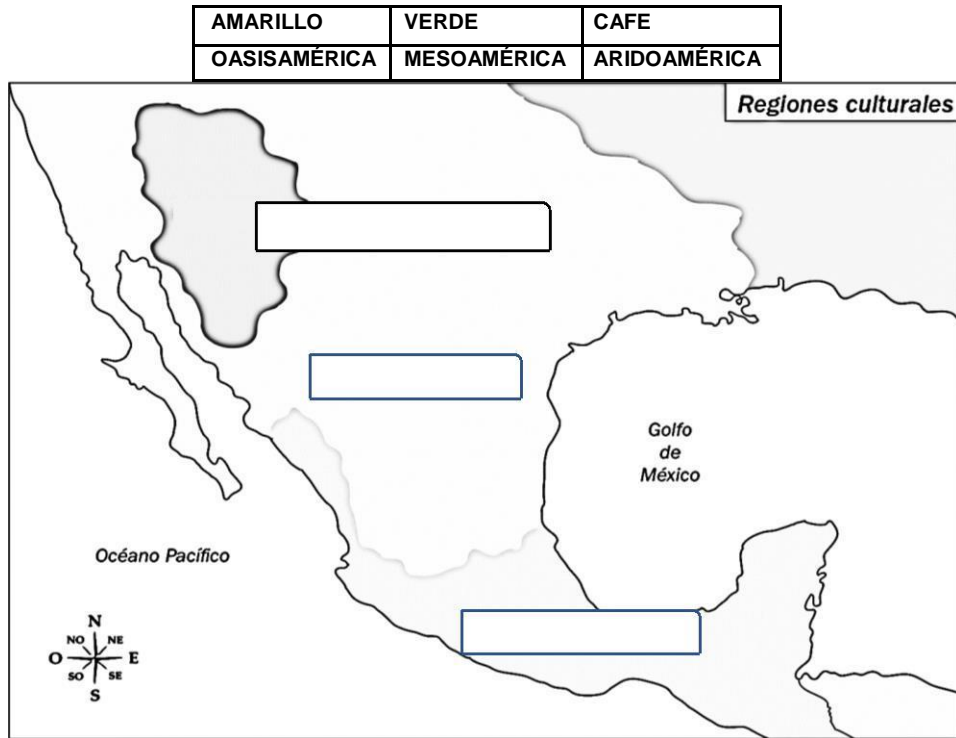 AMARILLO VERDE CAFE
OASISAMÉRICA MESOAMÉRICA ARIDOAMÉRICA
Regiones culturales
Golfo
de
México
Océano Pacífico
N
NO NE
O E
SO SE
S